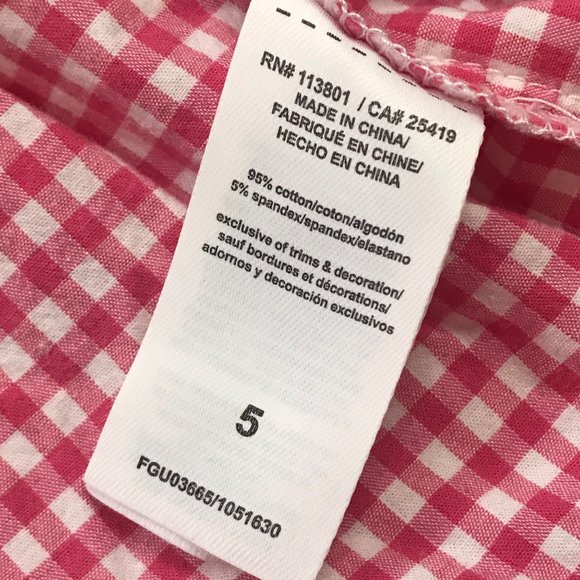 RN# 113801 / CA# 25419
MADE IN CHINA/
FABRIQUÉ EN CHINE/
HECHO EN CHINA
95% cotton/coton/algodón
5% spandex/spandex/elastano
exclusive of trims & decoration/
sauf bordures et décorations/
adornos y decoración exclusivos
5
FGU03665/1051630